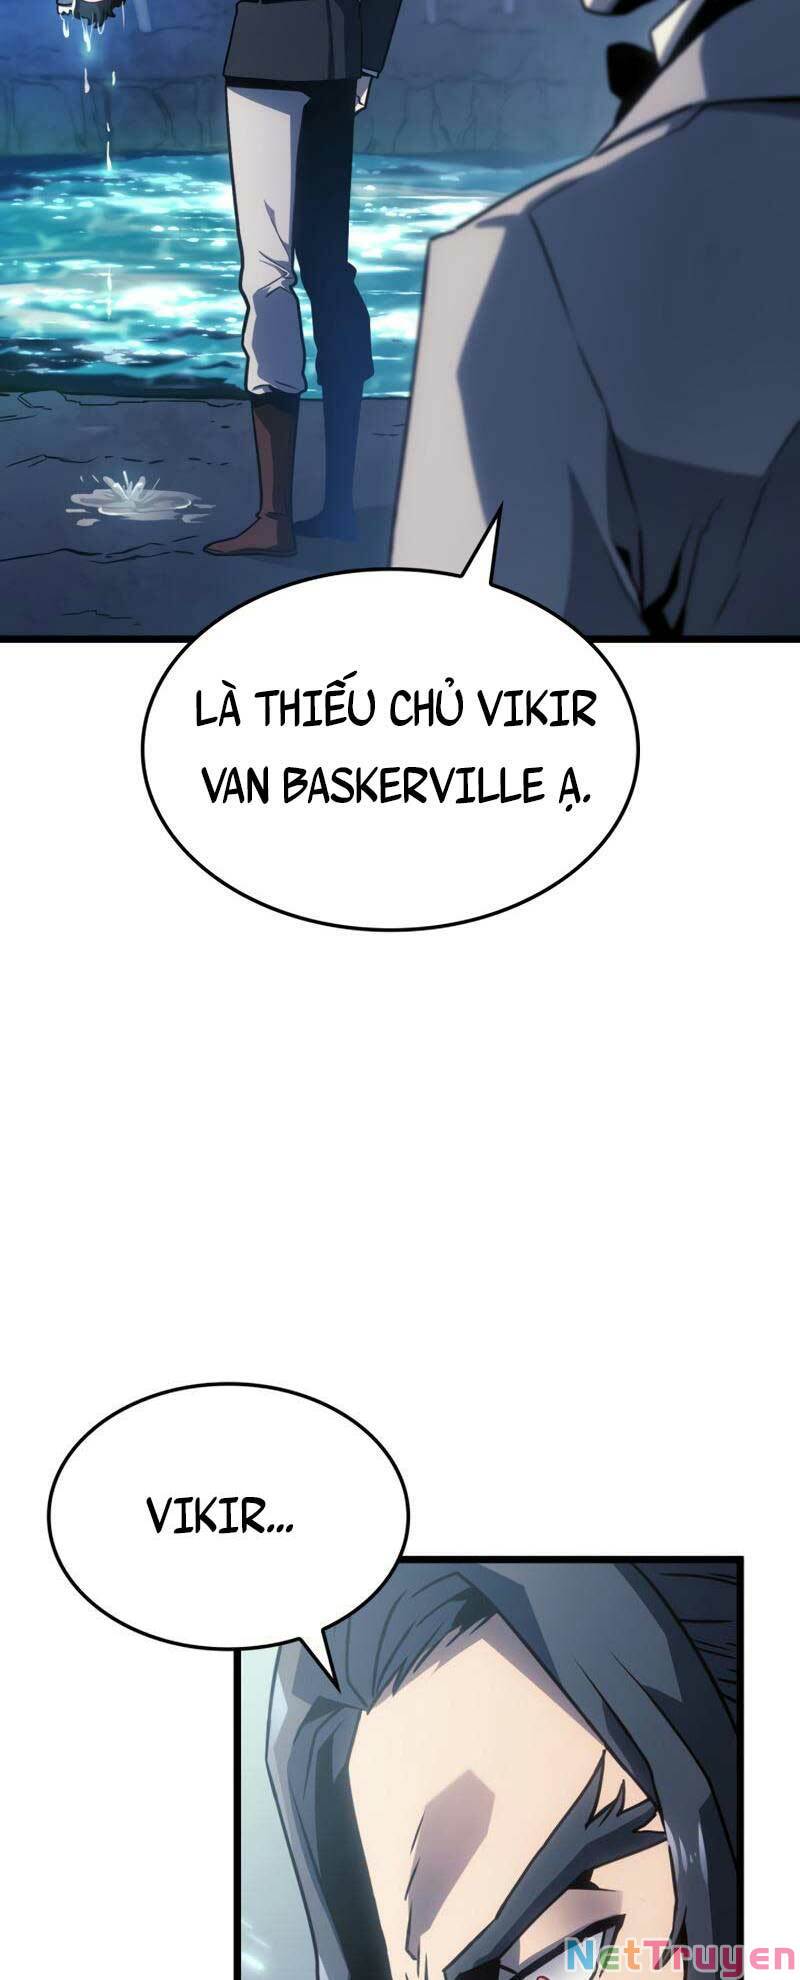 LÀ THIẾU CHỦ VIKIR
VAN BASKERVILLE Ạ.
VIKIR...
NetTruyen